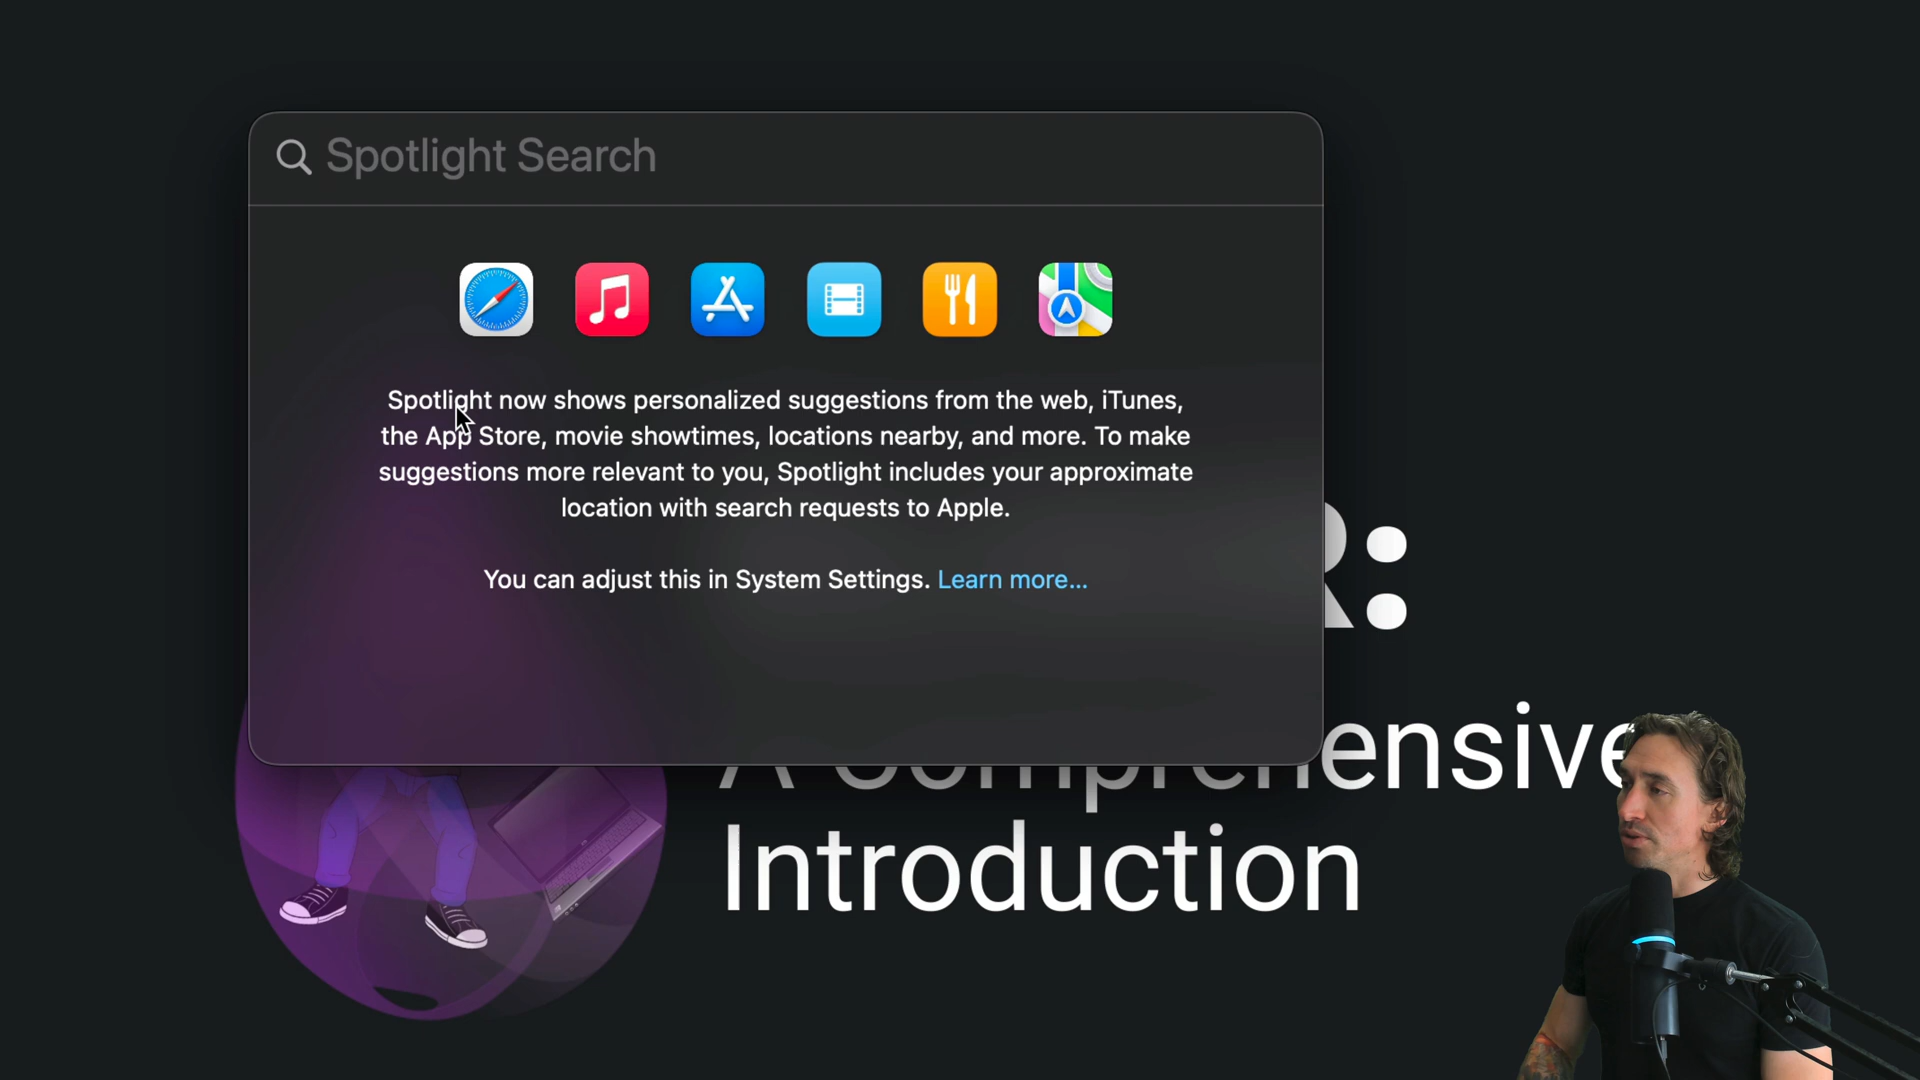 Spotlight Search
Spotlight now shows personalized suggestions from the web, iTunes,
the App Store, movie showtimes, locations nearby, and more. To make
suggestions more relevant to you, Spotlight includes your approximate
location with search requests to Apple.
You can adjust this in System Settings. Learn more...
R:
A Comprehensive
Introduction